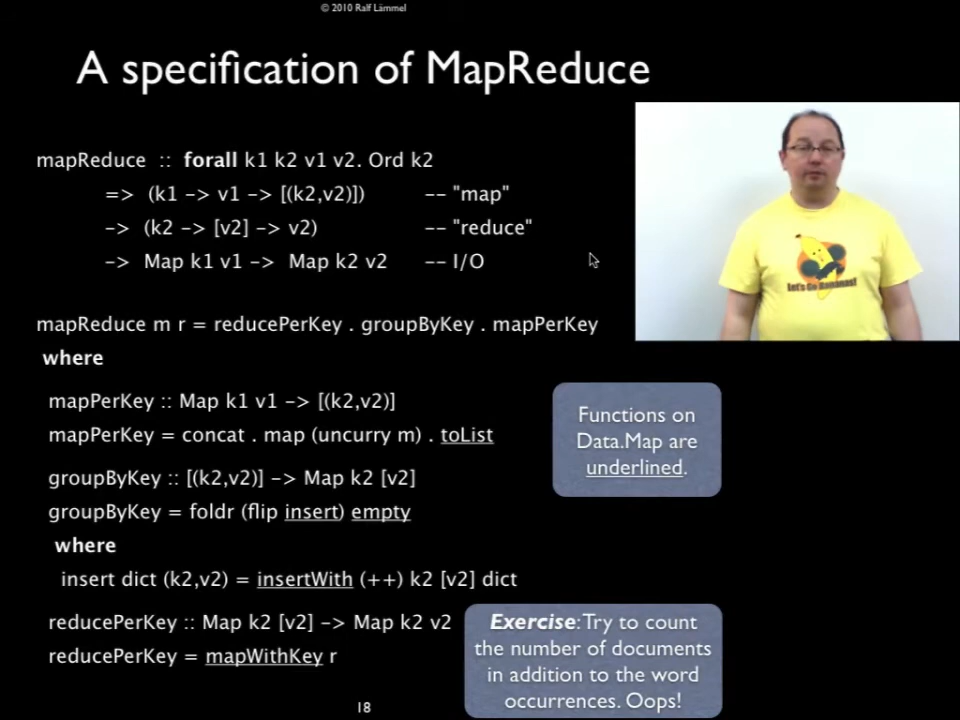 © 2010 Ralf Lämmel
A specification of MapReduce
mapReduce :: forall k1 k2 v1 v2. Ord k2
=> (k1 -> v1 -> [(k2,v2)]) -- "map"
-> (k2 -> [v2] -> v2) -- "reduce"
-> Map k1 v1 -> Map k2 v2 -- I/O
mapReduce m r = reducePerKey . groupByKey . mapPerKey
where
mapPerKey :: Map k1 v1 -> [(k2,v2)]
mapPerKey = concat . map (uncurry m) . toList
groupByKey :: [(k2,v2)] -> Map k2 [v2]
groupByKey = foldr (flip insert) empty
where
insert dict (k2,v2) = insertWith (++) k2 [v2] dict
reducePerKey :: Map k2 [v2] -> Map k2 v2
reducePerKey = mapWithKey r
Let's Go Bananas!
Functions on
Data.Map are
underlined.
Exercise: Try to count
the number of documents
in addition to the word
occurrences. Oops!
18